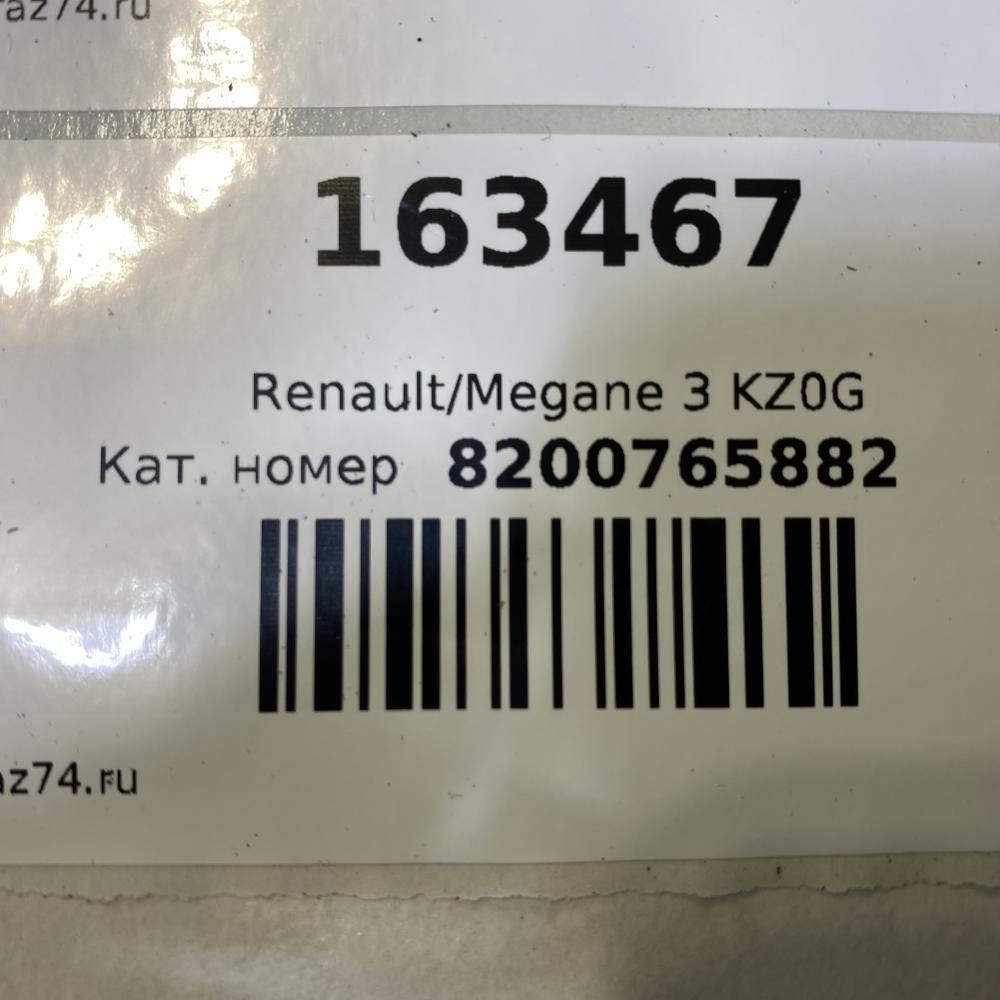 az74.ru
163467
Renault/Megane 3 KZ0G
Кат. номер 8200765882
az74.ru